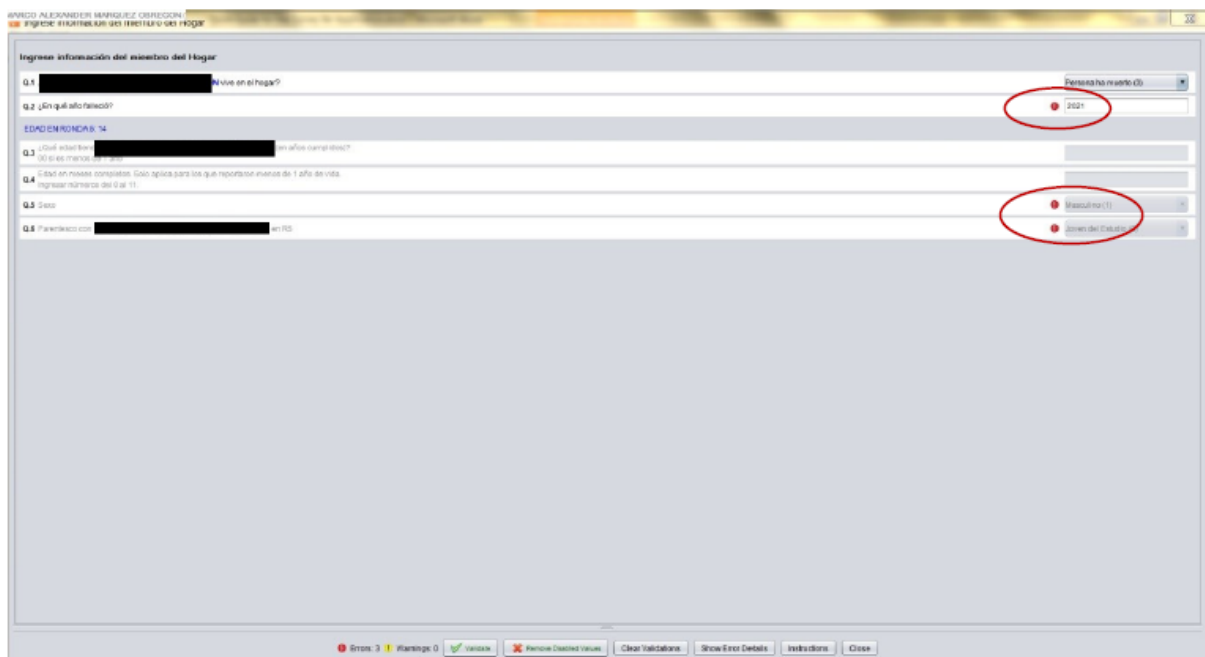 MARCO ALEXANDER MARQUEZ OBREGON
Ingrese información del miembro del Hogar
Ingrese información del miembro del Hogar
Q.1 N vive en el hogar? Persona ha muerto (3)
Q.2 ¿En qué año falleció? 2021
EDAD EN RONDA 5: 14
Q.3 ¿Qué edad tiene en años cumplidos?
00 si es menos de 1 año
Q.4 Edad en meses completos. Solo aplica para los que reportaron menos de 1 año de vida.
Ingresar números del 0 al 11.
Q.5 Sexo Masculino (1)
Q.6 Parentesco con en R5 Joven del Estudio
Errors: 3 Warnings: 0 Validate Remove Disabled Values Clear Validations Show Error Details Instructions Close